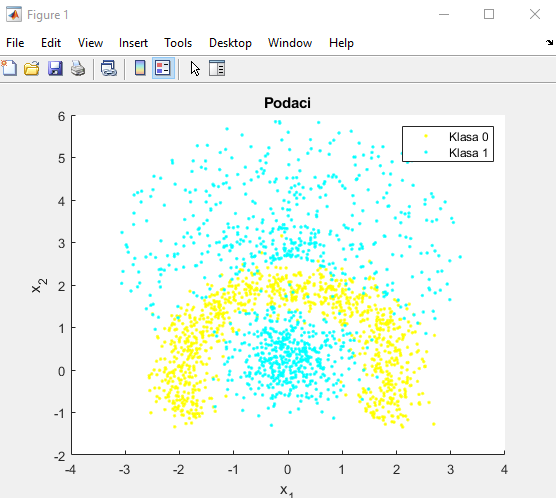 Figure 1
File Edit View Insert Tools Desktop Window Help
Podaci
Klasa 0
Klasa 1
6
5
4
3
2
1
0
-1
-2
x2
-4 -3 -2 -1 0 1 2 3 4
x1